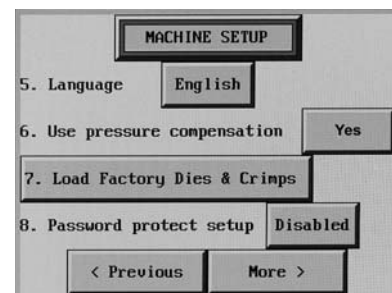 MACHINE SETUP
5. Language English
6. Use pressure compensation Yes
7. Load Factory Dies & Crimps
8. Password protect setup Disabled
< Previous More >